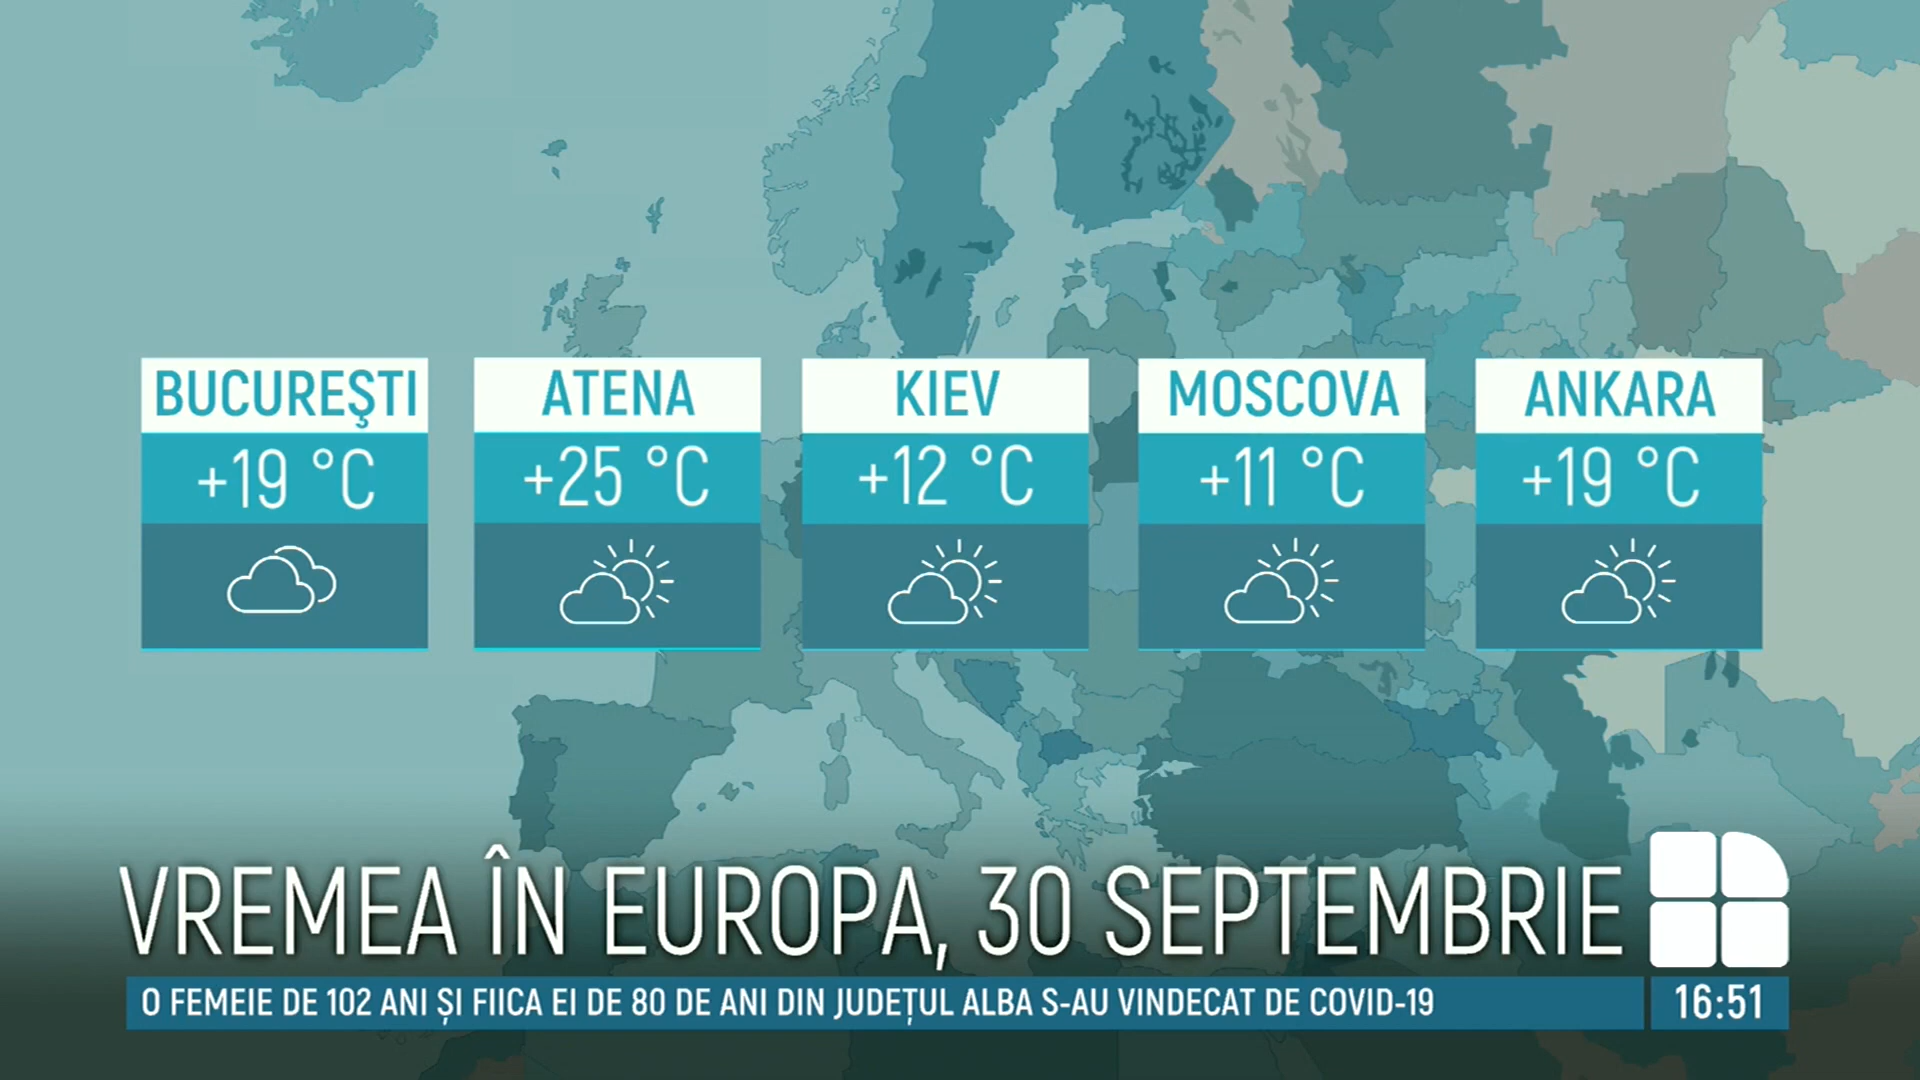 BUCUREŞTI
+19 °C
ATENA
+25 °C
KIEV
+12 °C
MOSCOVA
+11 °C
ANKARA
+19 °C
VREMEA ÎN EUROPA, 30 SEPTEMBRIE
O FEMEIE DE 102 ANI ȘI FIICA EI DE 80 DE ANI DIN JUDEȚUL ALBA S-AU VINDECAT DE COVID-19
16:51